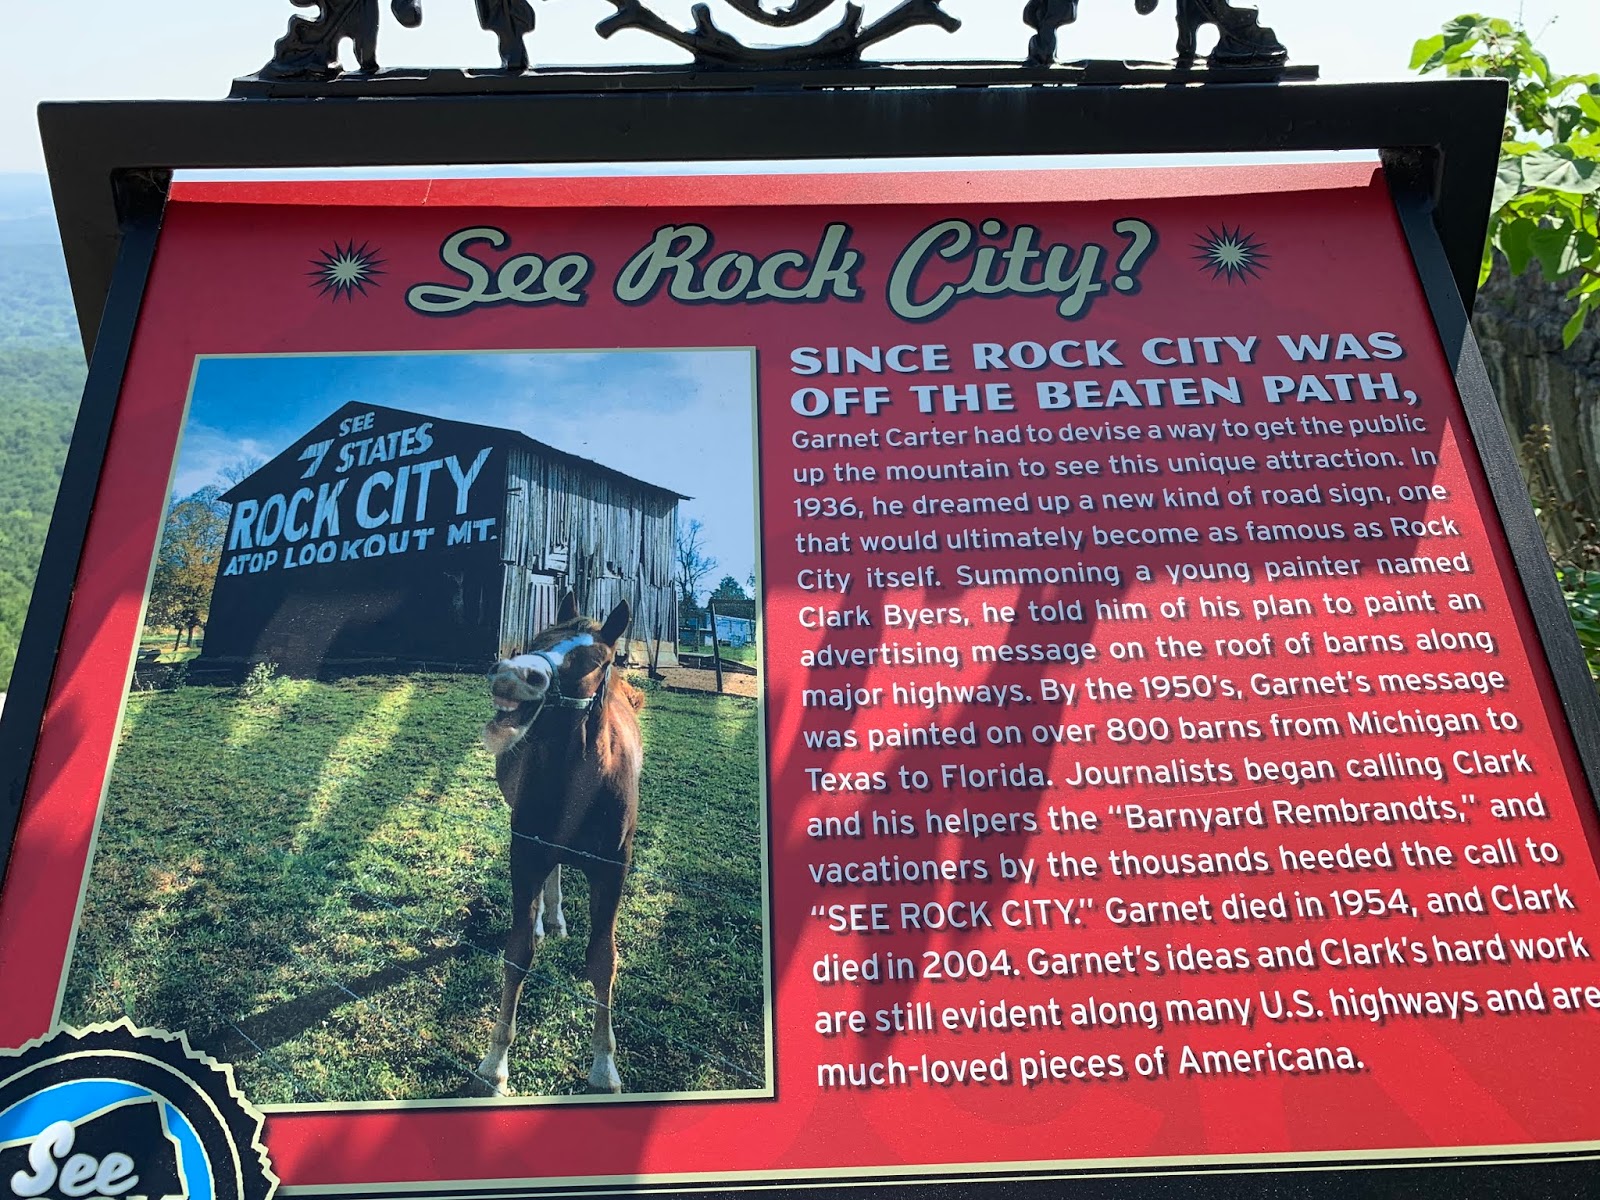 See Rock City?
SEE
7 STATES
ROCK CITY
ATOP LOOKOUT MT.
SINCE ROCK CITY WAS
OFF THE BEATEN PATH,
Garnet Carter had to devise a way to get the public
up the mountain to see this unique attraction. In
1936, he dreamed up a new kind of road sign, one
that would ultimately become as famous as Rock
City itself. Summoning a young painter named
Clark Byers, he told him of his plan to paint an
advertising message on the roof of barns along
major highways. By the 1950's, Garnet's message
was painted on over 800 barns from Michigan to
Texas to Florida. Journalists began calling Clark
and his helpers the “Barnyard Rembrandts,” and
vacationers by the thousands heeded the call to
“SEE ROCK CITY.” Garnet died in 1954, and Clark
died in 2004. Garnet's ideas and Clark's hard work
are still evident along many U.S. highways and are
much-loved pieces of Americana.
See